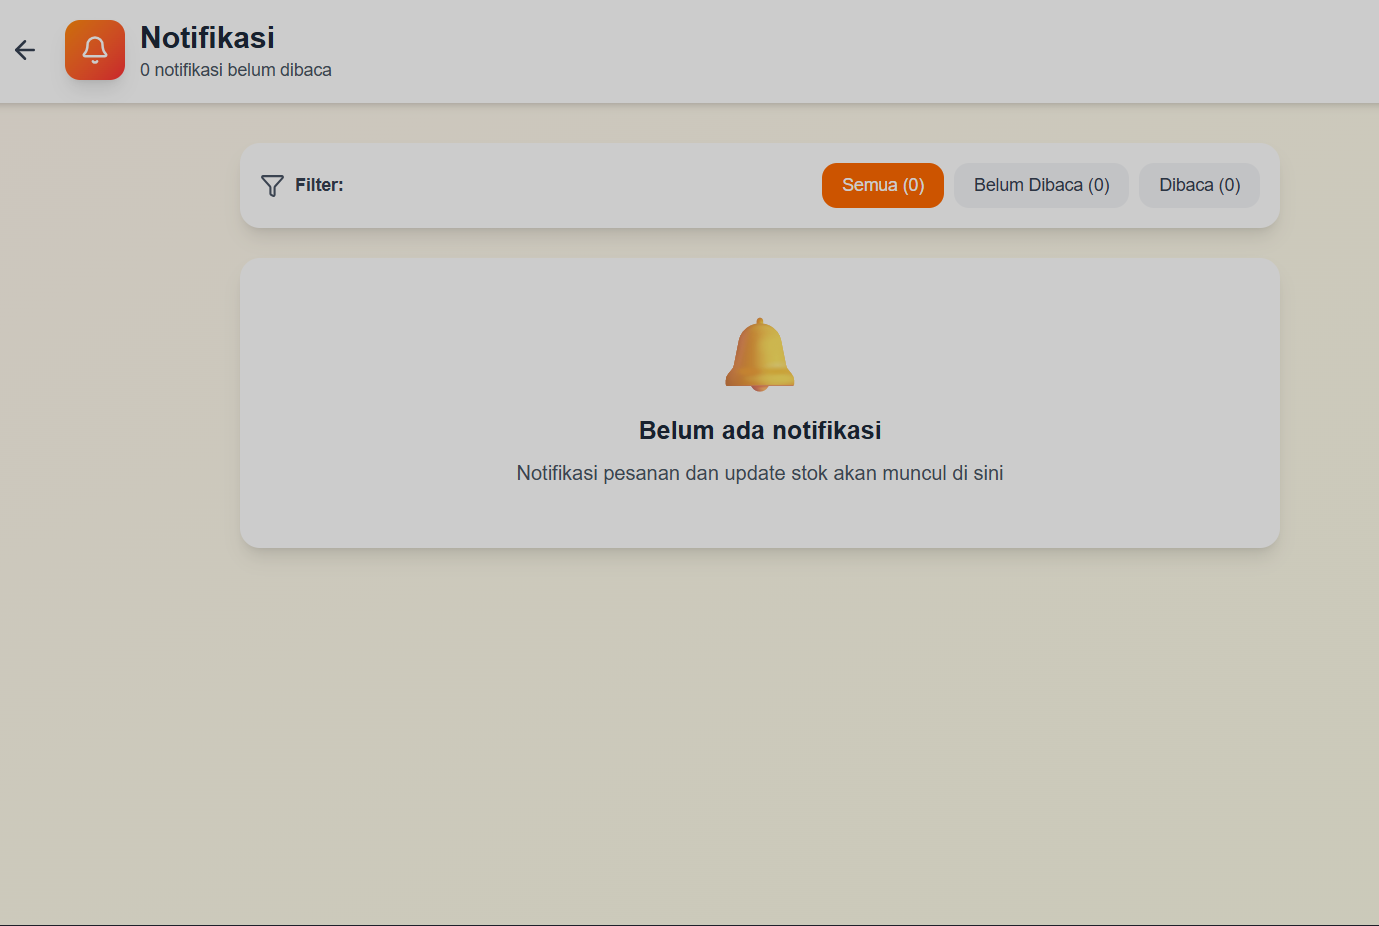 Notifikasi
0 notifikasi belum dibaca
Filter:
Semua (0)
Belum Dibaca (0)
Dibaca (0)
Belum ada notifikasi
Notifikasi pesanan dan update stok akan muncul di sini